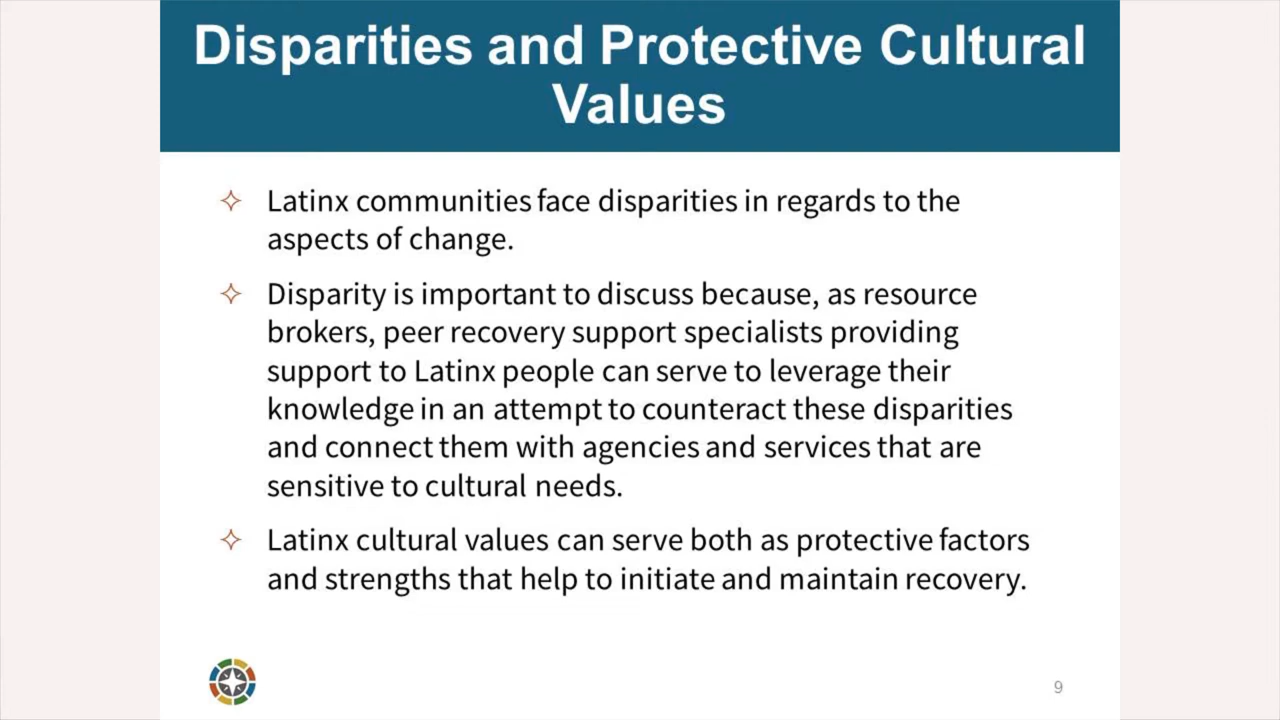 Disparities and Protective Cultural
Values
Latinx communities face disparities in regards to the
aspects of change.
Disparity is important to discuss because, as resource
brokers, peer recovery support specialists providing
support to Latinx people can serve to leverage their
knowledge in an attempt to counteract these disparities
and connect them with agencies and services that are
sensitive to cultural needs.
Latinx cultural values can serve both as protective factors
and strengths that help to initiate and maintain recovery.
9